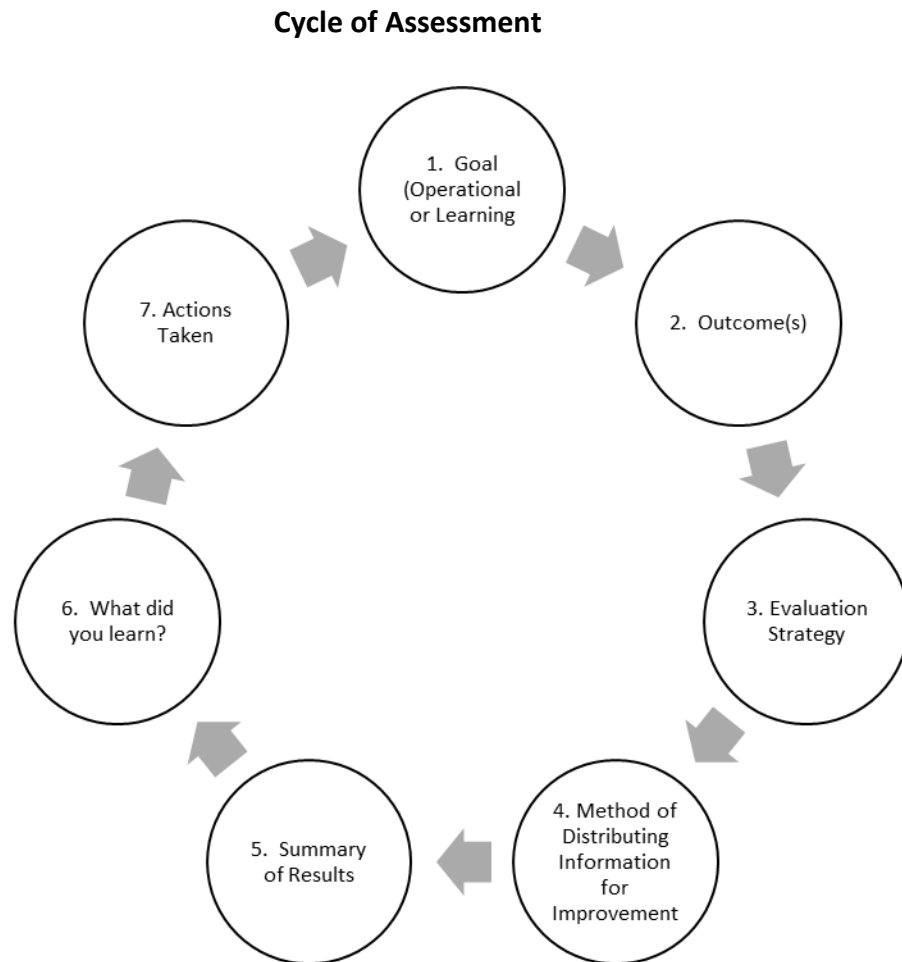 Cycle of Assessment
1.  Goal
(Operational
or Learning
2.  Outcome(s)
3. Evaluation
Strategy
4. Method of
Distributing
Information
for
Improvement
5.  Summary
of Results
6.  What did
you learn?
7. Actions
Taken